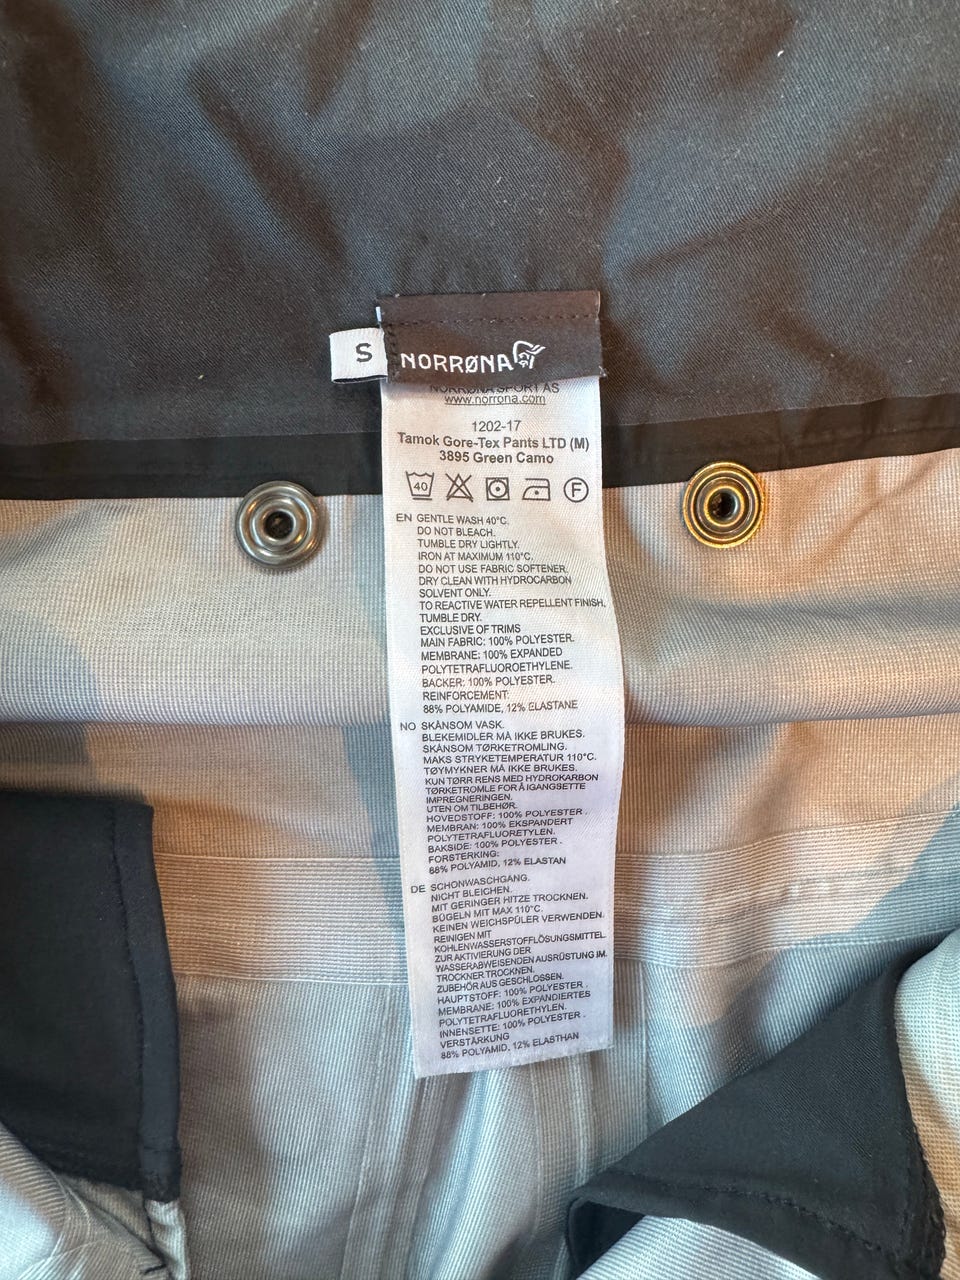 S
NORRØNA
NORRØNA SPORT AS
www.norrona.com
1202-17
Tamok Gore-Tex Pants LTD (M)
3895 Green Camo
40 F
EN GENTLE WASH 40°C.
DO NOT BLEACH.
TUMBLE DRY LIGHTLY.
IRON AT MAXIMUM 110°C.
DO NOT USE FABRIC SOFTENER.
DRY CLEAN WITH HYDROCARBON
SOLVENT ONLY.
TO REACTIVE WATER REPELLENT FINISH,
TUMBLE DRY.
EXCLUSIVE OF TRIMS
MAIN FABRIC: 100% POLYESTER.
MEMBRANE: 100% EXPANDED
POLYTETRAFLUOROETHYLENE.
BACKER: 100% POLYESTER.
REINFORCEMENT:
88% POLYAMIDE, 12% ELASTANE
NO SKÅNSOM VASK.
BLEKEMIDLER MÅ IKKE BRUKES.
SKÅNSOM TØRKETROMLING.
MAKS STRYKETEMPERATUR 110°C.
TØYMYKNER MÅ IKKE BRUKES.
KUN TØRR RENS MED HYDROKARBON
TØRKETROMLE FOR Å IGANGSETTE
IMPREGNERINGEN.
UTEN OM TILBEHØR.
HOVEDSTOFF: 100% POLYESTER .
MEMBRAN: 100% EKSPANDERT
POLYTETRAFLUORETYLEN.
BAKSIDE: 100% POLYESTER .
FORSTERKING:
88% POLYAMID, 12% ELASTAN
DE SCHONWASCHGANG.
NICHT BLEICHEN.
MIT GERINGER HITZE TROCKNEN.
BÜGELN MIT MAX 110°C.
KEINEN WEICHSPÜLER VERWENDEN.
REINIGEN MIT
KOHLENWASSERSTOFFLÖSUNGSMITTEL.
ZUR AKTIVIERUNG DER
WASSERABWEISENDEN AUSRÜSTUNG IM.
TROCKNER TROCKNEN.
ZUBEHÖR AUS GESCHLOSSEN.
HAUPTSTOFF: 100% POLYESTER .
MEMBRANE: 100% EXPANDIERTES
POLYTETRAFLUORETHYLEN.
INNENSETTE: 100% POLYESTER .
VERSTÄRKUNG
88% POLYAMID, 12% ELASTHAN